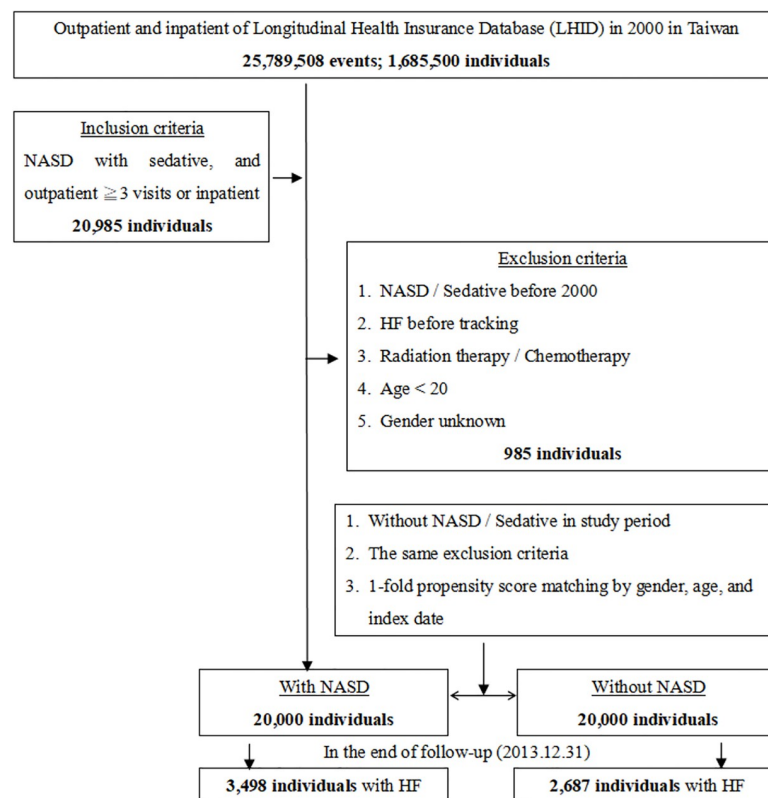 Outpatient and inpatient of Longitudinal Health Insurance Database (LHID) in 2000 in Taiwan
25,789,508 events; 1,685,500 individuals
Inclusion criteria
NASD with sedative, and
outpatient ≧3 visits or inpatient
20,985 individuals
Exclusion criteria
1. NASD / Sedative before 2000
2. HF before tracking
3. Radiation therapy / Chemotherapy
4. Age < 20
5. Gender unknown
985 individuals
1. Without NASD / Sedative in study period
2. The same exclusion criteria
3. 1-fold propensity score matching by gender, age, and
index date
With NASD
20,000 individuals
Without NASD
20,000 individuals
In the end of follow-up (2013.12.31)
3,498 individuals with HF
2,687 individuals with HF